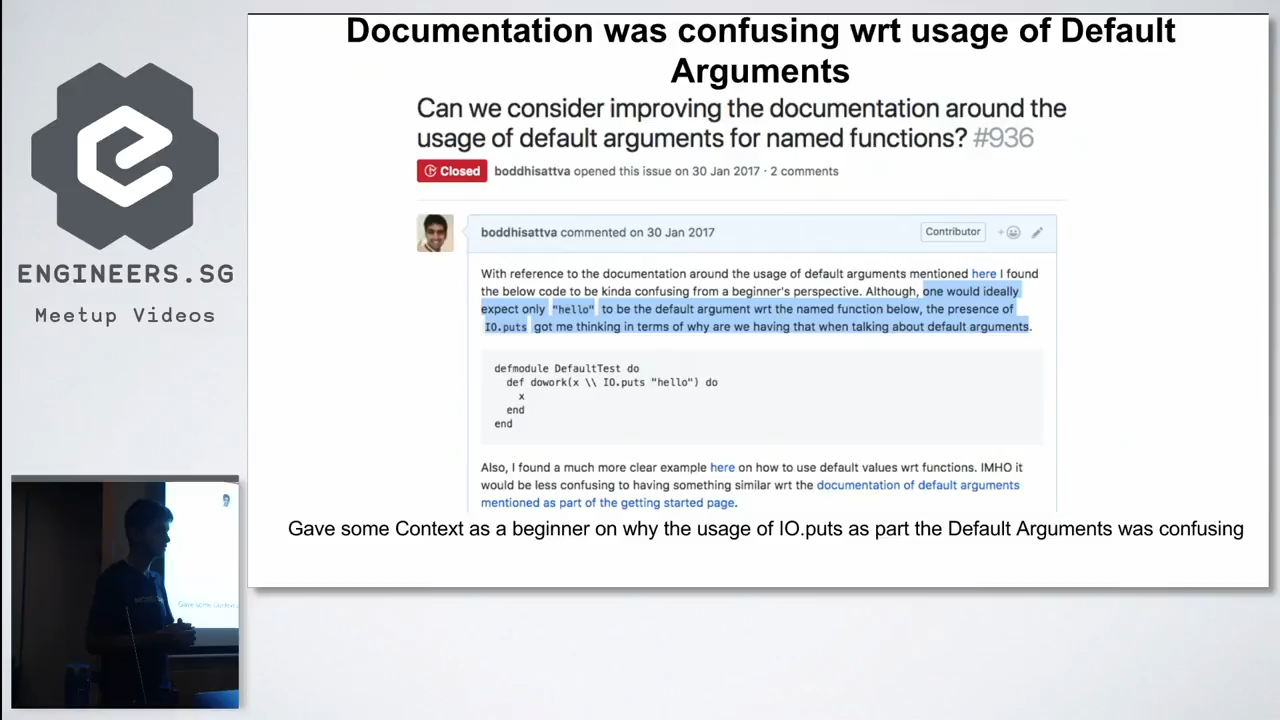 Documentation was confusing wrt usage of Default
Arguments
Can we consider improving the documentation around the
usage of default arguments for named functions? #936
Closed boddhisattva opened this issue on 30 Jan 2017 · 2 comments
boddhisattva commented on 30 Jan 2017 Contributor
With reference to the documentation around the usage of default arguments mentioned here I found
the below code to be kinda confusing from a beginner's perspective. Although, one would ideally
expect only "hello" to be the default argument wrt the named function below, the presence of
IO.puts got me thinking in terms of why are we having that when talking about default arguments.
defmodule DefaultTest do
def dowork(x \\ IO.puts "hello") do
x
end
end
Also, I found a much more clear example here on how to use default values wrt functions. IMHO it
would be less confusing to having something similar wrt the documentation of default arguments
mentioned as part of the getting started page.
Gave some Context as a beginner on why the usage of IO.puts as part the Default Arguments was confusing
ENGINEERS.SG
Meetup Videos
Gave some Context